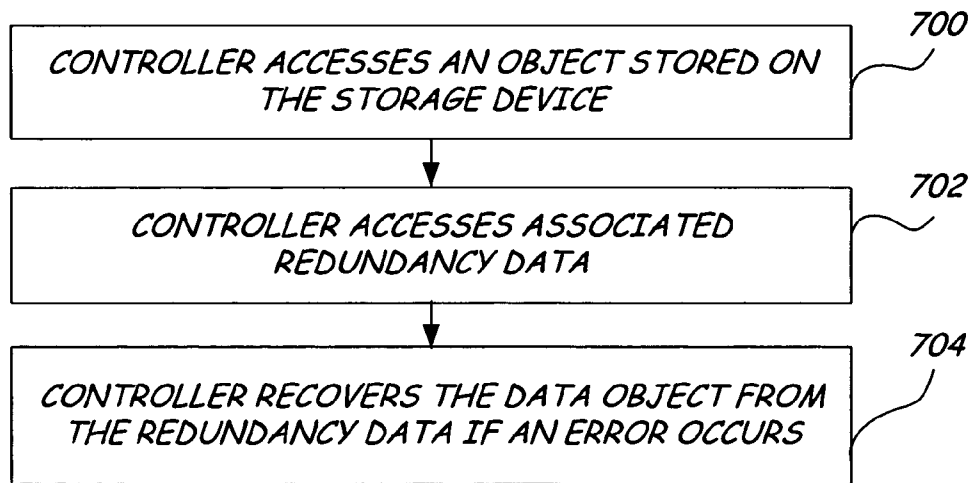 700
CONTROLLER ACCESSES AN OBJECT STORED ON
THE STORAGE DEVICE
702
CONTROLLER ACCESSES ASSOCIATED
REDUNDANCY DATA
704
CONTROLLER RECOVERS THE DATA OBJECT FROM
THE REDUNDANCY DATA IF AN ERROR OCCURS